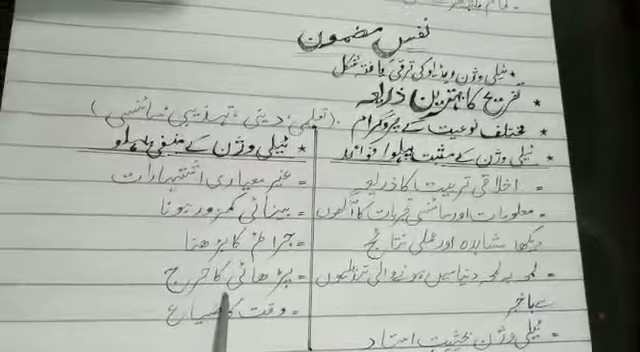 نفس مضمون
* ٹیلی وژن ریڈیو کی ترقی یافتہ شکل
* تفریح کا بہترین ذریعہ
* مختلف نوعیت کے پروگرام (تعلیمی، دینی، تہذیبی، سائنسی)
* ٹیلی وژن کے مثبت پہلو / فوائد
= اخلاقی تربیت کا ذریعہ
= معلومات اور سائنسی تجربات کا آنکھوں
دیکھا مشاہدہ اور عملی نتائج
= لمحہ بہ لمحہ دنیا میں ہونے والی تبدیلیوں
سے باخبر
= ٹیلی وژن بحیثیت استاد
* ٹیلی وژن کے منفی پہلو
= غیر معیاری اشتہارات
= بینائی کمزور ہونا
= جرائم کا بڑھنا
= پڑھائی کا حرج
= وقت کا ضیاع